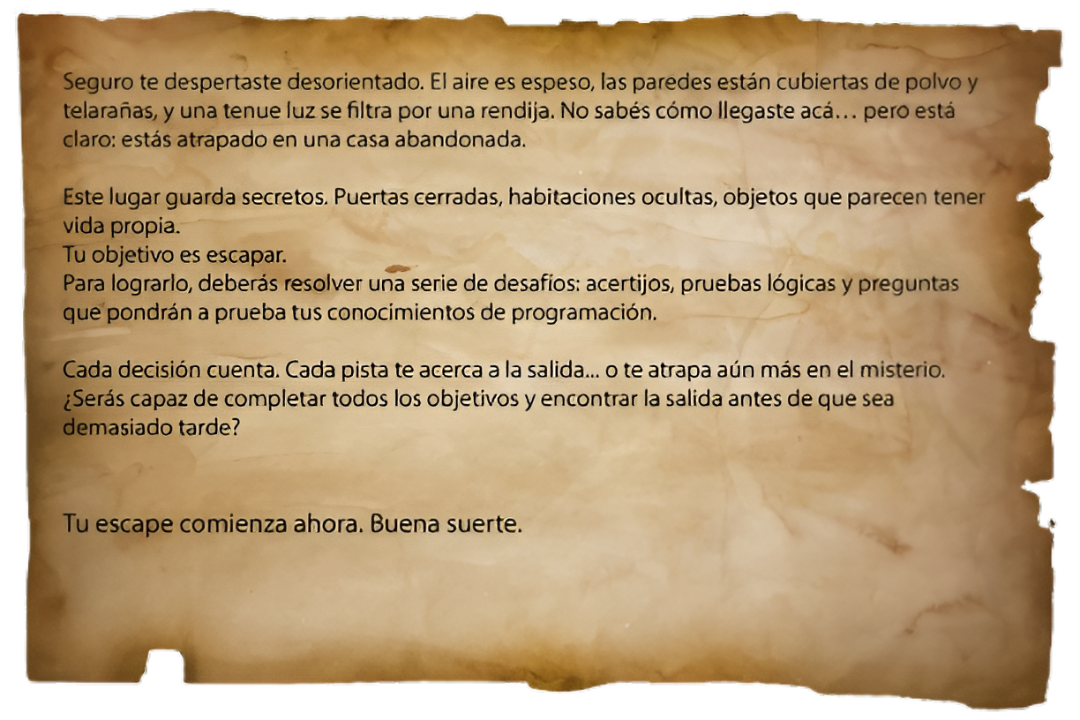 Seguro te despertaste desorientado. El aire es espeso, las paredes están cubiertas de polvo y
telarañas, y una tenue luz se filtra por una rendija. No sabés cómo llegaste acá... pero está
claro: estás atrapado en una casa abandonada.
Este lugar guarda secretos. Puertas cerradas, habitaciones ocultas, objetos que parecen tener
vida propia.
Tu objetivo es escapar.
Para lograrlo, deberás resolver una serie de desafíos: acertijos, pruebas lógicas y preguntas
que pondrán a prueba tus conocimientos de programación.
Cada decisión cuenta. Cada pista te acerca a la salida... o te atrapa aún más en el misterio.
¿Serás capaz de completar todos los objetivos y encontrar la salida antes de que sea
demasiado tarde?
Tu escape comienza ahora. Buena suerte.